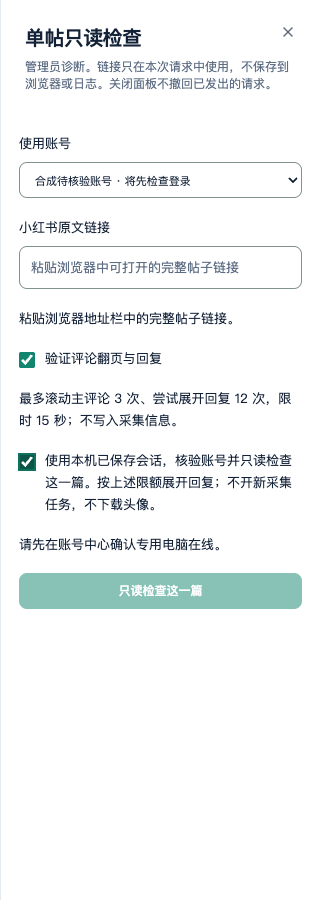 单帖只读检查
管理员诊断。链接只在本次请求中使用，不保存到
浏览器或日志。关闭面板不撤回已发出的请求。
使用账号
合成待核验账号 · 将先检查登录
小红书原文链接
粘贴浏览器中可打开的完整帖子链接
粘贴浏览器地址栏中的完整帖子链接。
验证评论翻页与回复
最多滚动主评论 3 次、尝试展开回复 12 次，限
时 15 秒；不写入采集信息。
使用本机已保存会话，核验账号并只读检查
这一篇。按上述限额展开回复；不开新采集
任务，不下载头像。
请先在账号中心确认专用电脑在线。
只读检查这一篇